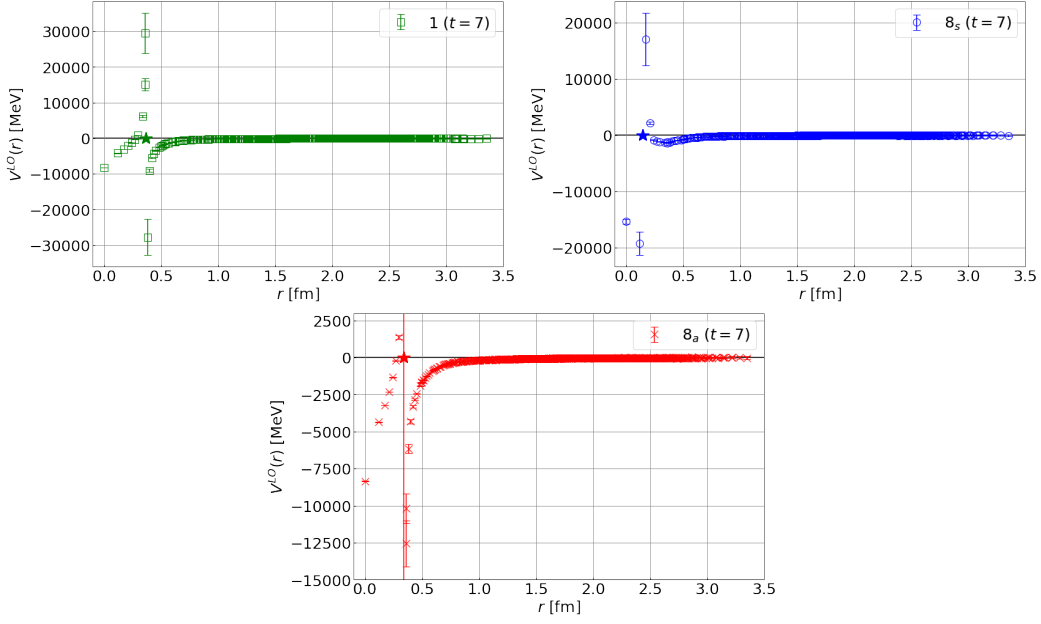 1 (t = 7)
30000
20000
10000
0
−10000
−20000
−30000
V^{LO}(r) [MeV]
0.0 0.5 1.0 1.5 2.0 2.5 3.0 3.5
r [fm]
8_s (t = 7)
20000
10000
0
−10000
−20000
V^{LO}(r) [MeV]
0.0 0.5 1.0 1.5 2.0 2.5 3.0 3.5
r [fm]
8_a (t = 7)
2500
0
−2500
−5000
−7500
−10000
−12500
−15000
V^{LO}(r) [MeV]
0.0 0.5 1.0 1.5 2.0 2.5 3.0 3.5
r [fm]